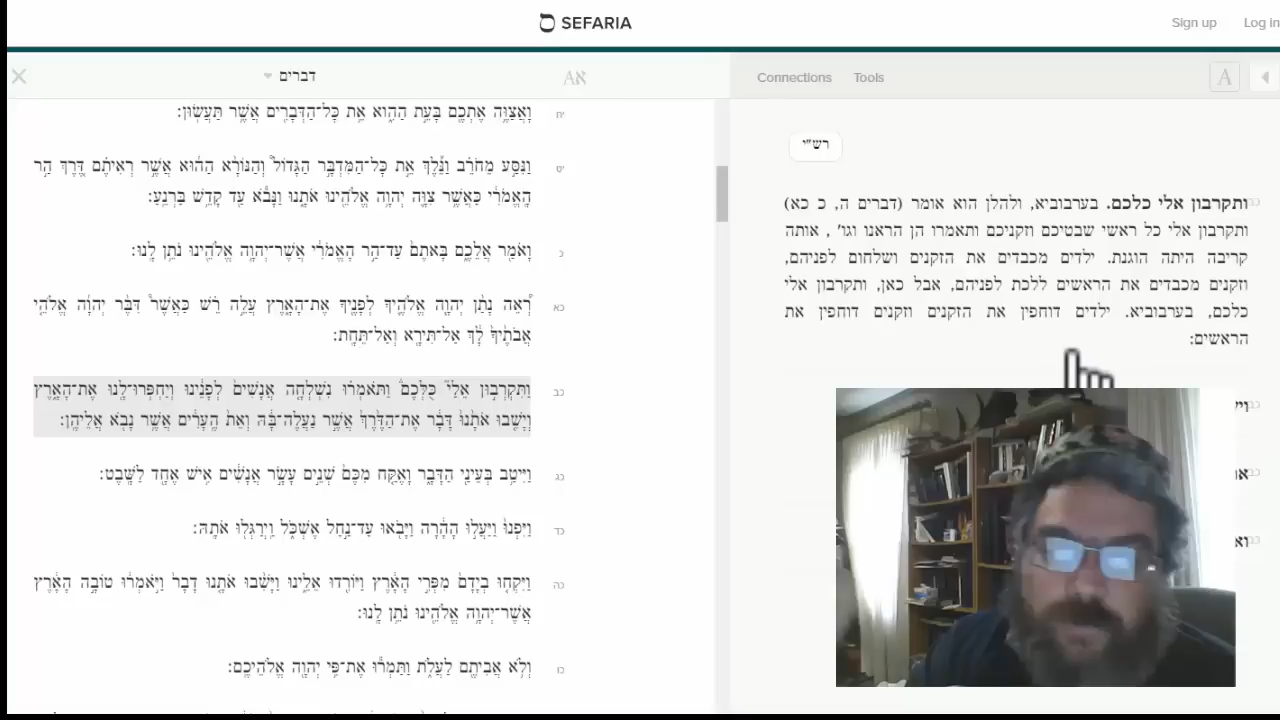 SEFARIA
Sign up
Log in
דברים
אA
Connections
Tools
A
יח
וָאֲצַוֶּה אֶתְכֶם בָּעֵת הַהִוא אֵת כׇּל־הַדְּבָרִים אֲשֶׁר תַּעֲשׂוּן׃
יט
וַנִּסַּע מֵחֹרֵב וַנֵּלֶךְ אֵת כׇּל־הַמִּדְבָּר הַגָּדוֹל וְהַנּוֹרָא הַהוּא אֲשֶׁר רְאִיתֶם דֶּרֶךְ הַר
הָאֱמֹרִי כַּאֲשֶׁר צִוָּה יְהוָה אֱלֹהֵינוּ אֹתָנוּ וַנָּבֹא עַד קָדֵשׁ בַּרְנֵעַ׃
כ
וָאֹמַר אֲלֵכֶם בָּאתֶם עַד־הַר הָאֱמֹרִי אֲשֶׁר־יְהוָה אֱלֹהֵינוּ נֹתֵן לָנוּ׃
כא
רְאֵה נָתַן יְהוָה אֱלֹהֶיךָ לְפָנֶיךָ אֶת־הָאָרֶץ עֲלֵה רֵשׁ כַּאֲשֶׁר דִּבֶּר יְהוָה אֱלֹהֵי
אֲבֹתֶיךָ לָךְ אַל־תִּירָא וְאַל־תֵּחָת׃
כב
וַתִּקְרְבוּן אֵלַי כֻּלְּכֶם וַתֹּאמְרוּ נִשְׁלְחָה אֲנָשִׁים לְפָנֵינוּ וְיַחְפְּרוּ־לָנוּ אֶת־הָאָרֶץ
וְיָשִׁבוּ אֹתָנוּ דָּבָר אֶת־הַדֶּרֶךְ אֲשֶׁר נַעֲלֶה־בָּהּ וְאֵת הֶעָרִים אֲשֶׁר נָבֹא אֲלֵיהֶן׃
כג
וַיִּיטַב בְּעֵינַי הַדָּבָר וָאֶקַּח מִכֶּם שְׁנֵים עָשָׂר אֲנָשִׁים אִישׁ אֶחָד לַשָּׁבֶט׃
כד
וַיִּפְנוּ וַיַּעֲלוּ הָהָרָה וַיָּבֹאוּ עַד־נַחַל אֶשְׁכֹּל וַיְרַגְּלוּ אֹתָהּ׃
כה
וַיִּקְחוּ בְיָדָם מִפְּרִי הָאָרֶץ וַיּוֹרִדוּ אֵלֵינוּ וַיָּשִׁבוּ אֹתָנוּ דָבָר וַיֹּאמְרוּ טוֹבָה הָאָרֶץ
אֲשֶׁר־יְהוָה אֱלֹהֵינוּ נֹתֵן לָנוּ׃
כו
וְלֹא אֲבִיתֶם לַעֲלֹת וַתַּמְרוּ אֶת־פִּי יְהוָה אֱלֹהֵיכֶם׃
רש"י
ותקרבון אלי כלכם. בערבוביא, ולהלן הוא אומר (דברים ה, כ כא)
ותקרבון אלי כל ראשי שבטיכם וזקניכם ותאמרו הן הראנו וגו' , אותה
קריבה היתה הוגנת. ילדים מכבדים את הזקנים ושלחום לפניהם,
וזקנים מכבדים את הראשים ללכת לפניהם, אבל כאן, ותקרבון אלי
כלכם, בערבוביא. ילדים דוחפין את הזקנים וזקנים דוחפין את
הראשים: